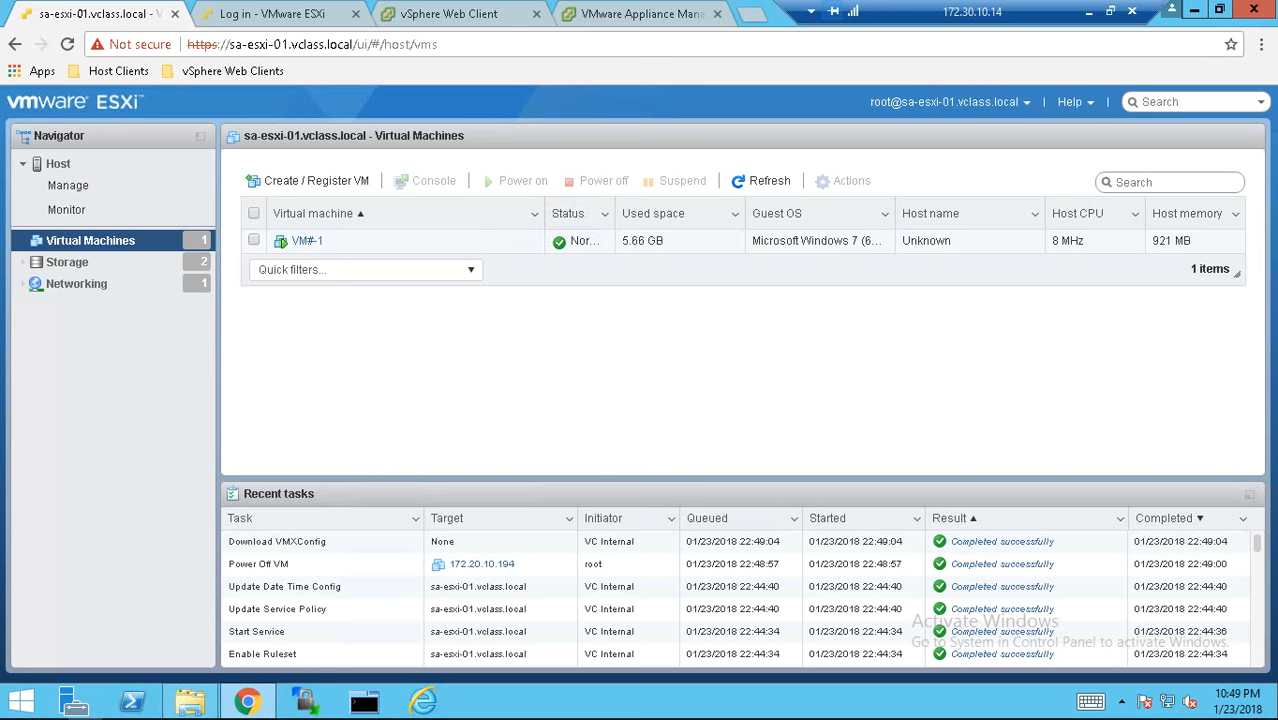 sa-esxi-01.vclass.local - V
Log in - VMware ESXi
vSphere Web Client
VMware Appliance Mana
172.30.10.14
Not secure
https://sa-esxi-01.vclass.local/ui/#/host/vms
Apps
Host Clients
vSphere Web Clients
vmware ESXi
root@sa-esxi-01.vclass.local
Help
Search
Navigator
sa-esxi-01.vclass.local - Virtual Machines
Host
Manage
Monitor
Virtual Machines 1
Storage 2
Networking 1
Create / Register VM
Console
Power on
Power off
Suspend
Refresh
Actions
Search
Virtual machine Status Used space Guest OS Host name Host CPU Host memory
VM#-1 Nor... 5.66 GB Microsoft Windows 7 (6... Unknown 8 MHz 921 MB
Quick filters...
1 items
Recent tasks
Task Target Initiator Queued Started Result Completed
Download VMXConfig None VC Internal 01/23/2018 22:49:04 01/23/2018 22:49:04 Completed successfully 01/23/2018 22:49:04
Power Off VM 172.20.10.194 root 01/23/2018 22:48:57 01/23/2018 22:48:57 Completed successfully 01/23/2018 22:49:00
Update Date Time Config sa-esxi-01.vclass.local VC Internal 01/23/2018 22:44:40 01/23/2018 22:44:40 Completed successfully 01/23/2018 22:44:40
Update Service Policy sa-esxi-01.vclass.local VC Internal 01/23/2018 22:44:40 01/23/2018 22:44:40 Completed successfully 01/23/2018 22:44:40
Start Service sa-esxi-01.vclass.local VC Internal 01/23/2018 22:44:34 01/23/2018 22:44:34 Completed successfully 01/23/2018 22:44:36
Enable Ruleset sa-esxi-01.vclass.local VC Internal 01/23/2018 22:44:34 01/23/2018 22:44:34 Completed successfully 01/23/2018 22:44:34
Activate Windows
Go to System in Control Panel to activate Windows.
10:49 PM
1/23/2018